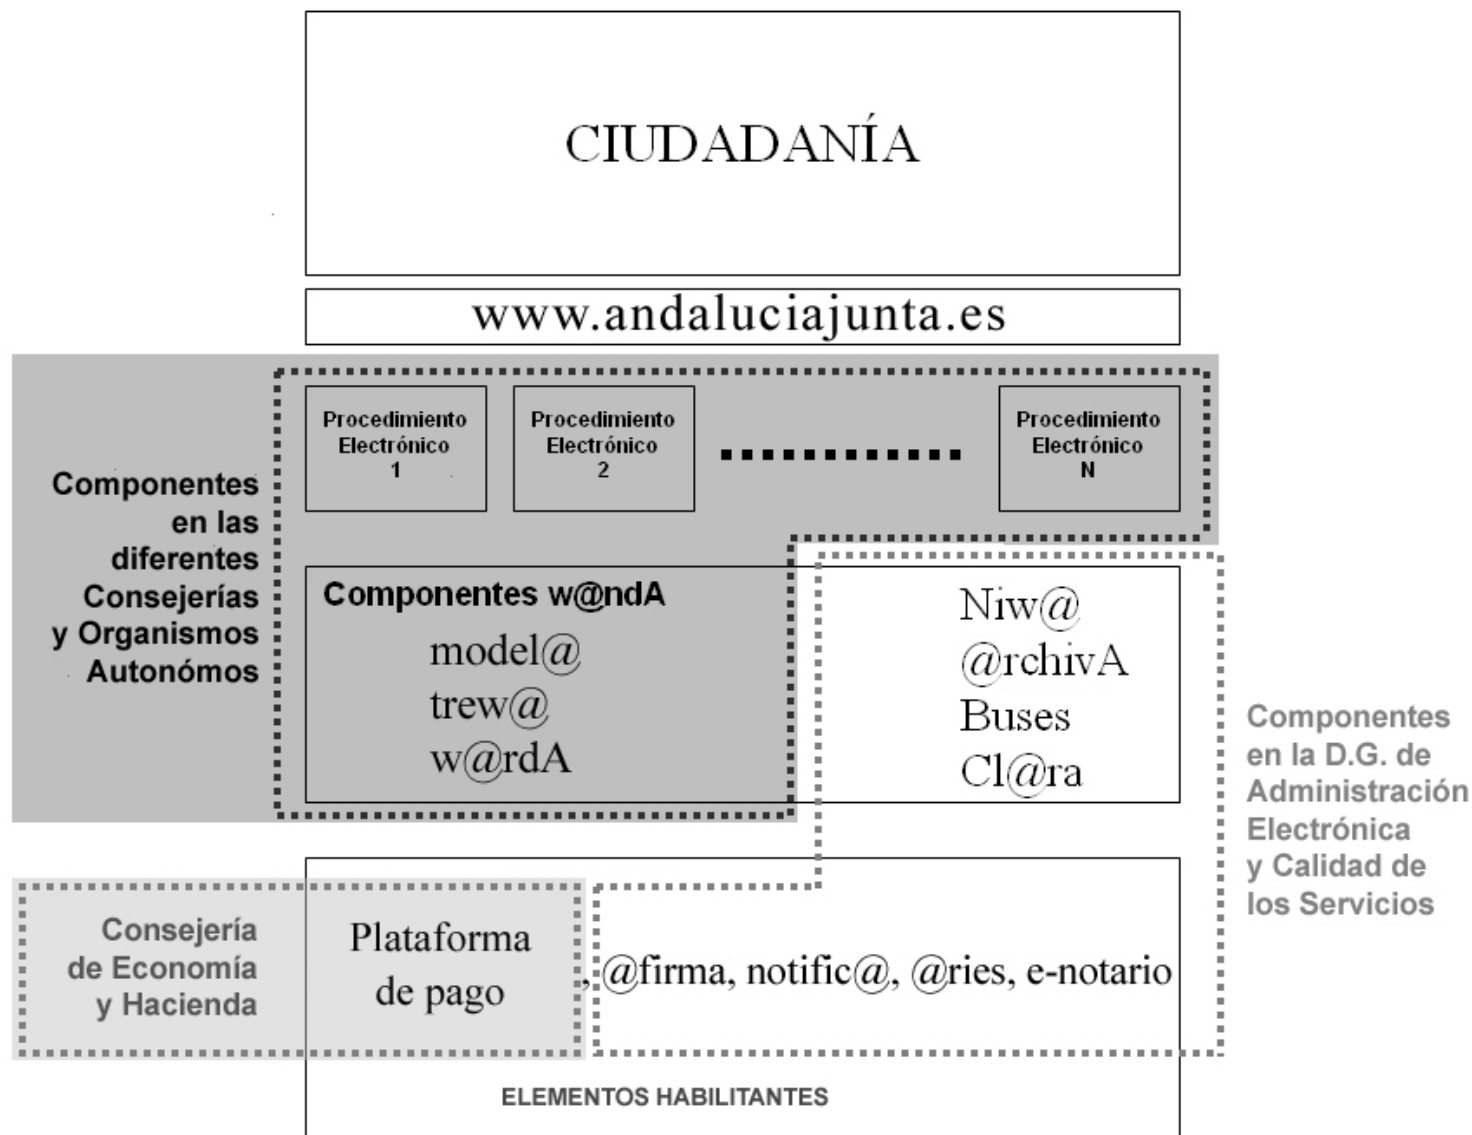 CIUDADANÍA
www.andaluciajunta.es
Componentes
en las
diferentes
Consejerías
y Organismos
Autonómos
Procedimiento
Electrónico
1
Procedimiento
Electrónico
2
Procedimiento
Electrónico
N
Componentes w@ndA
model@
trew@
w@rdA
Niw@
@rchivA
Buses
Cl@ra
Componentes
en la D.G. de
Administración
Electrónica
y Calidad de
los Servicios
Consejería
de Economía
y Hacienda
Plataforma
de pago
, @firma, notific@, @ries, e-notario
ELEMENTOS HABILITANTES